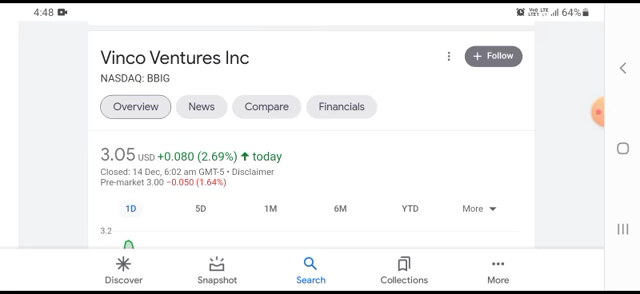 4:48
64%
Vinco Ventures Inc
+ Follow
NASDAQ: BBIG
Overview
News
Compare
Financials
3.05 USD +0.080 (2.69%) ↑ today
Closed: 14 Dec, 6:02 am GMT-5 • Disclaimer
Pre-market 3.00 −0.050 (1.64%)
1D 5D 1M 6M YTD More
3.2
Discover Snapshot Search Collections More